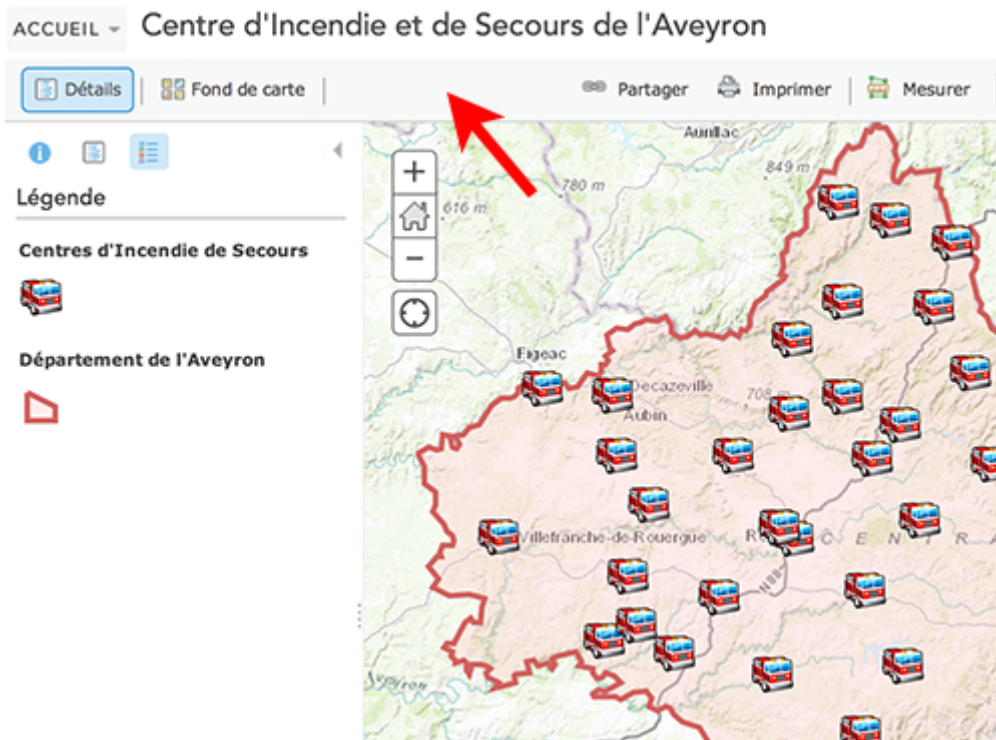 ACCUEIL Centre d'Incendie et de Secours de l'Aveyron
Détails Fond de carte Partager Imprimer Mesurer
Légende
Centres d'Incendie de Secours
Département de l'Aveyron
Aurillac
849 m
780 m
616 m
Figeac
Decazeville
708
Aubin
Villefranche-de-Rouergue
C E N T R A
Aveyron